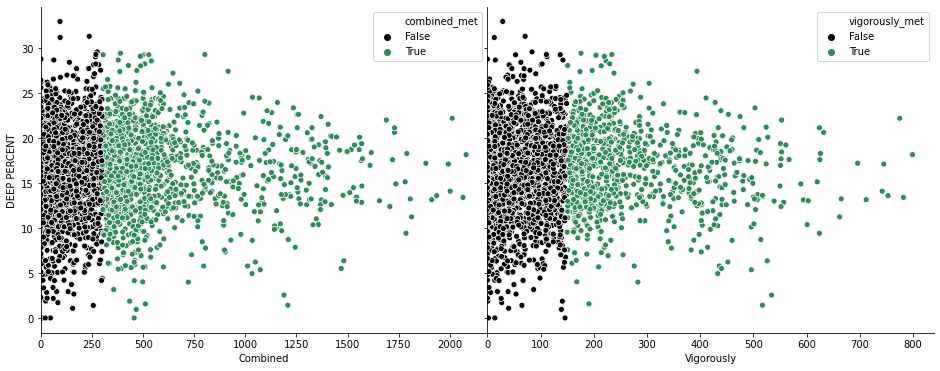 combined_met
False
True
vigorously_met
False
True
DEEP PERCENT
30
25
20
15
10
5
0
0 250 500 750 1000 1250 1500 1750 2000
Combined
0 100 200 300 400 500 600 700 800
Vigorously